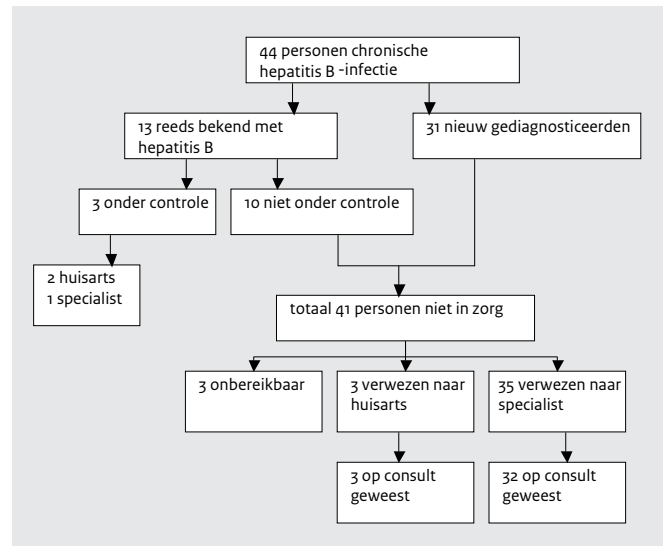 44 personen chronische
hepatitis B -infectie
13 reeds bekend met
hepatitis B
31 nieuw gediagnosticeerden
3 onder controle
10 niet onder controle
2 huisarts
1 specialist
totaal 41 personen niet in zorg
3 onbereikbaar
3 verwezen naar
huisarts
35 verwezen naar
specialist
3 op consult
geweest
32 op consult
geweest